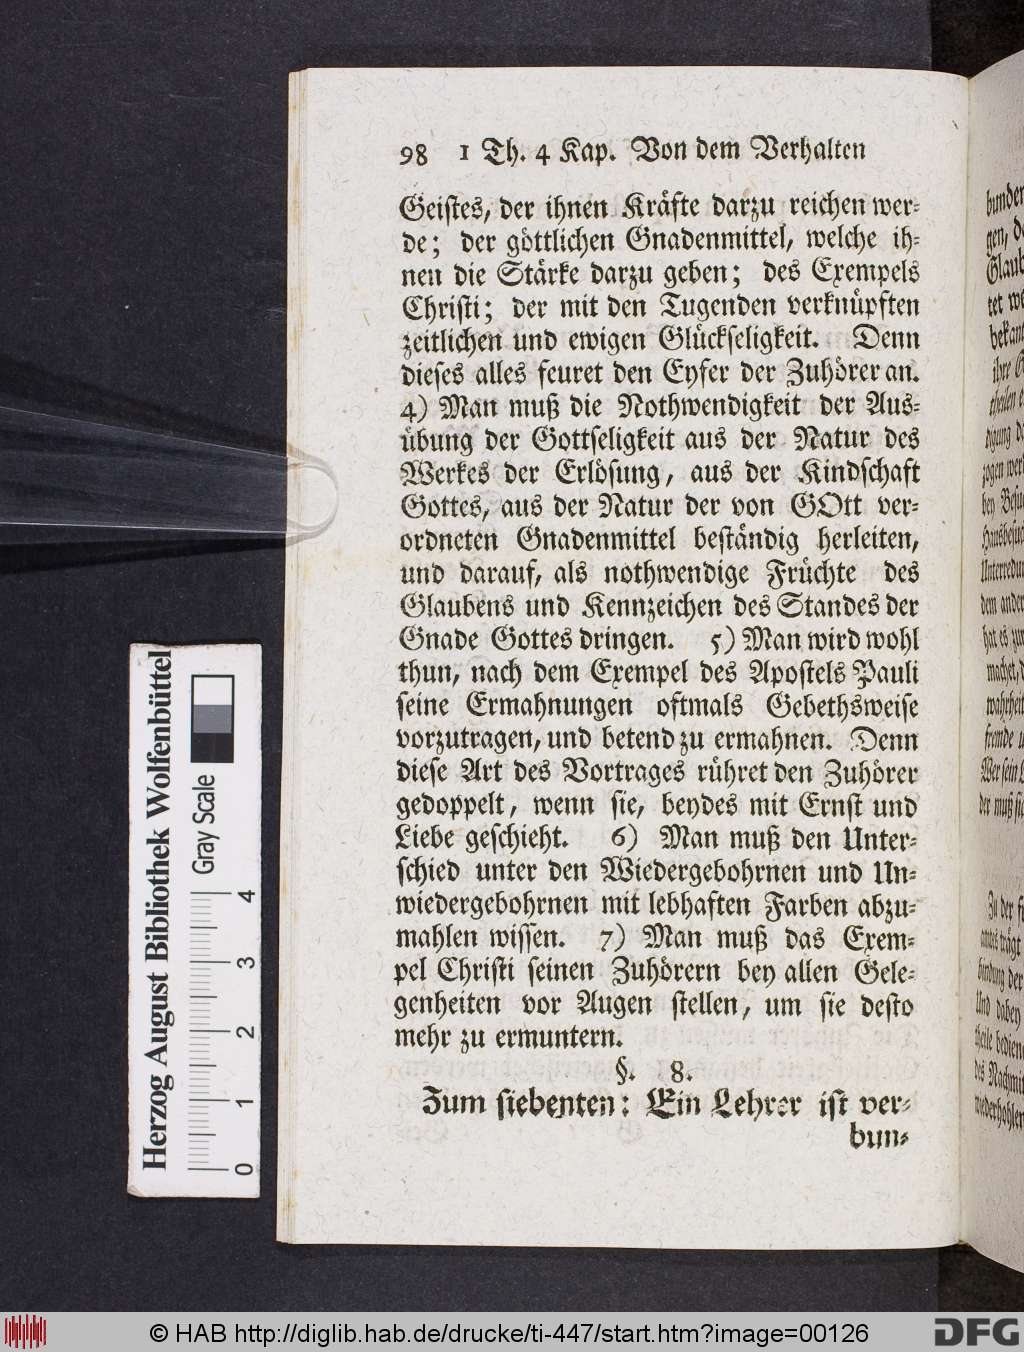 98 1 Th. 4 Kap. Von dem Verhalten
Geistes, der ihnen Kräfte darzu reichen wer-
de; der göttlichen Gnadenmittel, welche ih-
nen die Stärke darzu geben; des Exempels
Christi; der mit den Tugenden verknüpften
zeitlichen und ewigen Glückseligkeit. Denn
dieses alles feuret den Eyfer der Zuhörer an.
4) Man muß die Nothwendigkeit der Aus-
übung der Gottseligkeit aus der Natur des
Werkes der Erlösung, aus der Kindschaft
Gottes, aus der Natur der von GOtt ver-
ordneten Gnadenmittel beständig herleiten,
und darauf, als nothwendige Früchte des
Glaubens und Kennzeichen des Standes der
Gnade Gottes dringen. 5) Man wird wohl
thun, nach dem Exempel des Apostels Pauli
seine Ermahnungen oftmals Gebethsweise
vorzutragen, und betend zu ermahnen. Denn
diese Art des Vortrages rühret den Zuhörer
gedoppelt, wenn sie, beydes mit Ernst und
Liebe geschieht. 6) Man muß den Unter-
schied unter den Wiedergebohrnen und Un-
wiedergebohrnen mit lebhaften Farben abzu-
mahlen wissen. 7) Man muß das Exem-
pel Christi seinen Zuhörern bey allen Gele-
genheiten vor Augen stellen, um sie desto
mehr zu ermuntern.
§. 8.
Zum siebenten: Ein Lehrer ist ver-
bun-
Herzog August Bibliothek Wolfenbüttel
Gray Scale
0 1 2 3 4
© HAB http://diglib.hab.de/drucke/ti-447/start.htm?image=00126
DFG